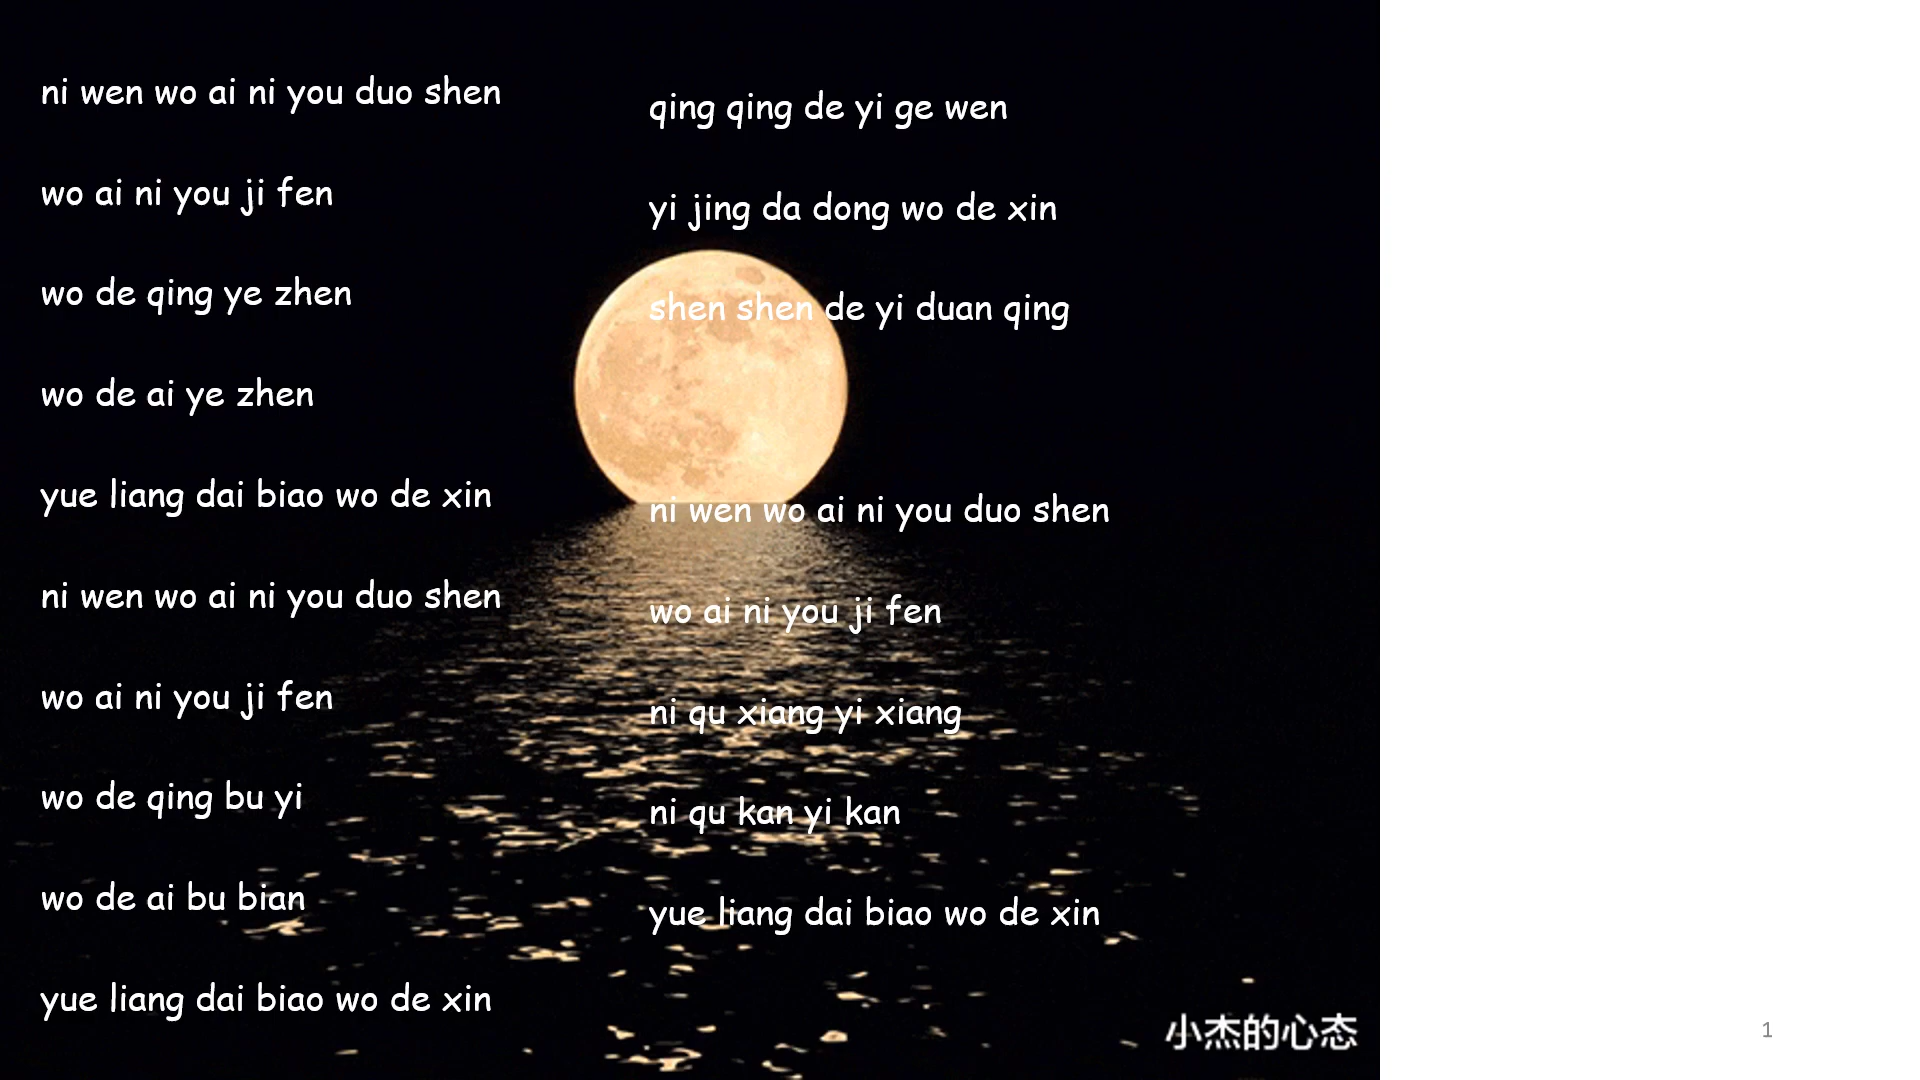 ni wen wo ai ni you duo shen
wo ai ni you ji fen
wo de qing ye zhen
wo de ai ye zhen
yue liang dai biao wo de xin
ni wen wo ai ni you duo shen
wo ai ni you ji fen
wo de qing bu yi
wo de ai bu bian
yue liang dai biao wo de xin
qing qing de yi ge wen
yi jing da dong wo de xin
shen shen de yi duan qing
ni wen wo ai ni you duo shen
wo ai ni you ji fen
ni qu xiang yi xiang
ni qu kan yi kan
yue liang dai biao wo de xin
小杰的心态
1